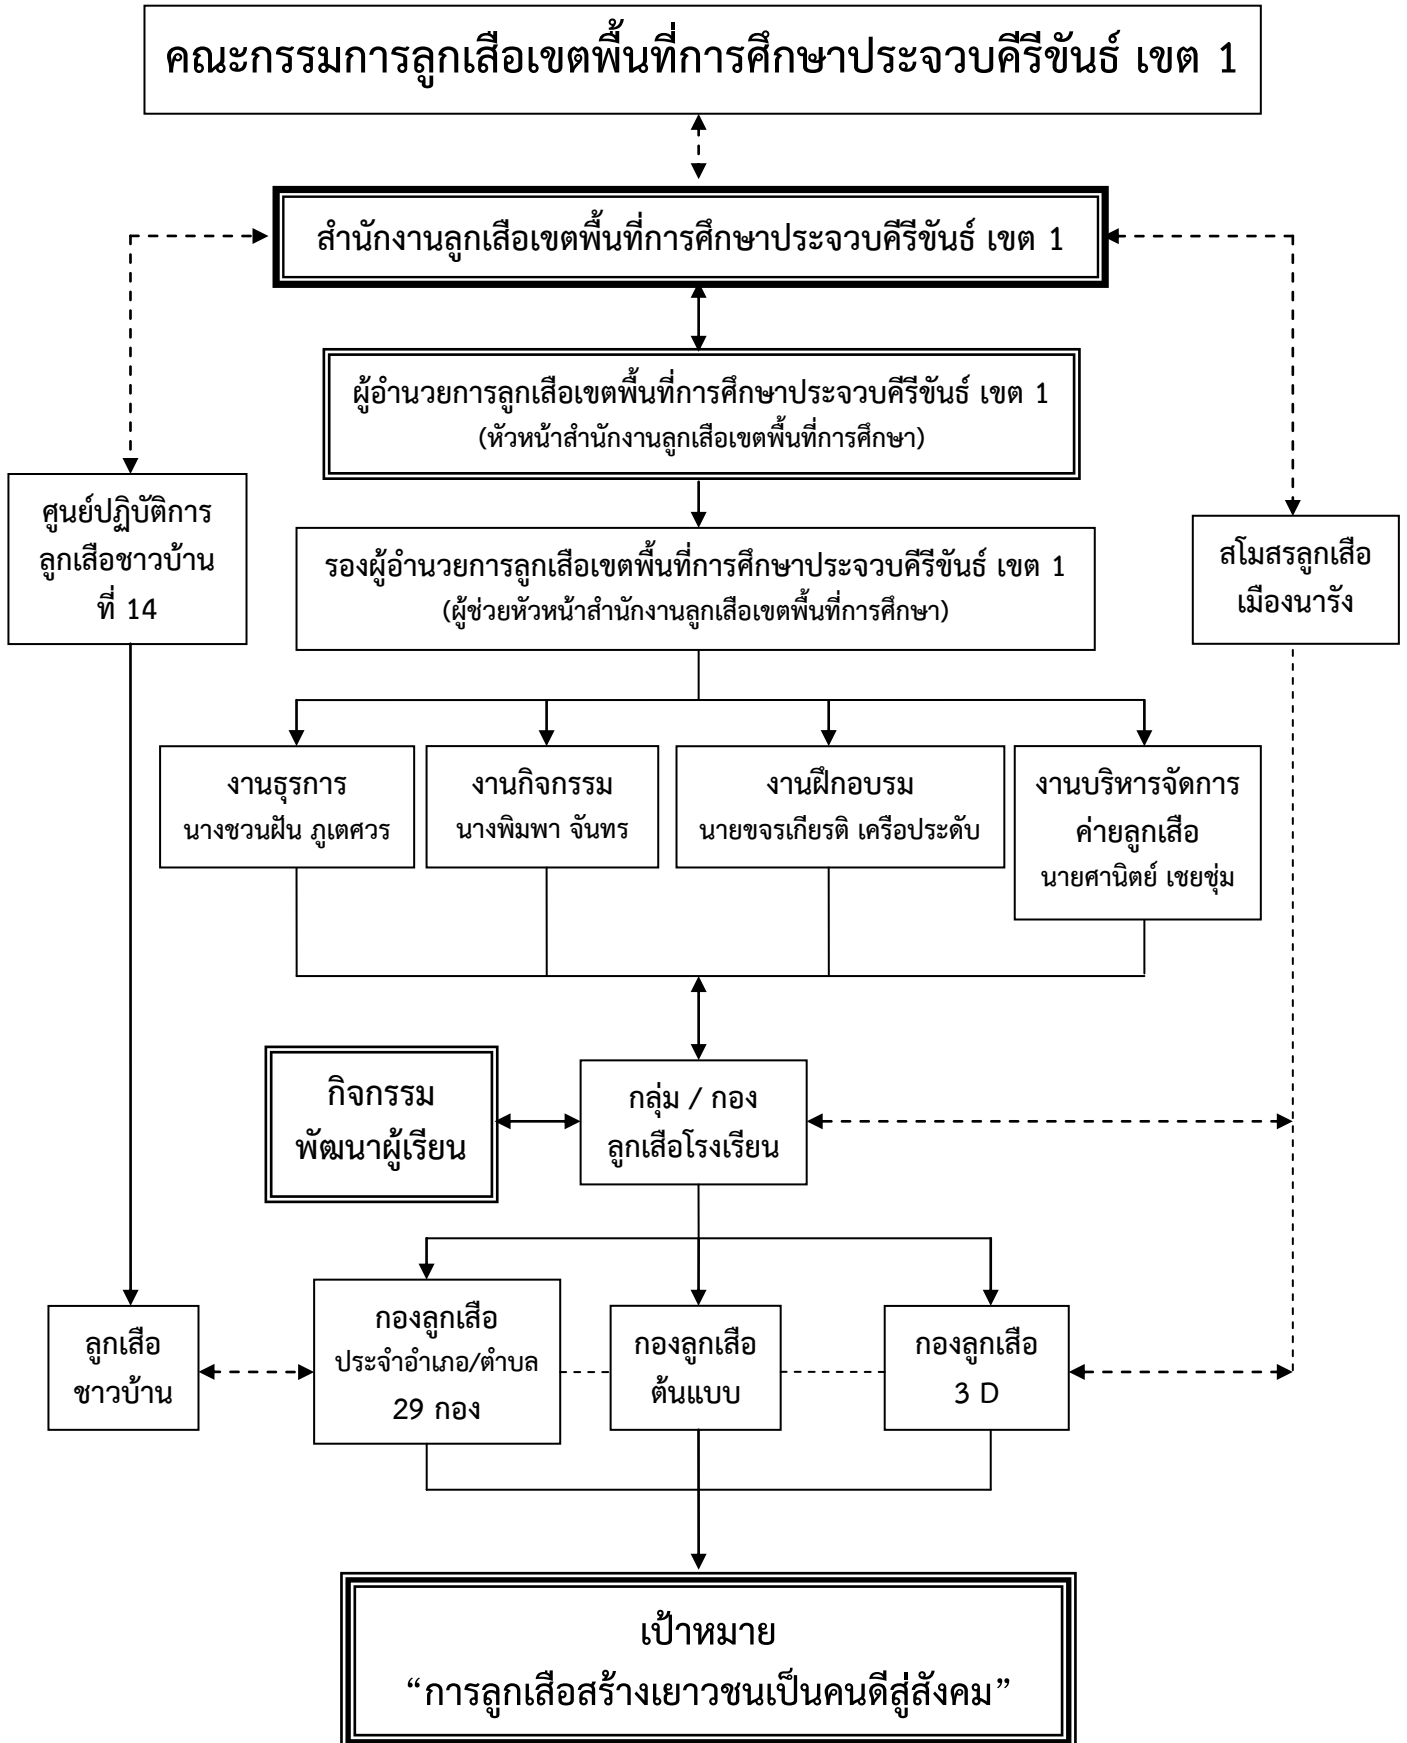 คณะกรรมการลูกเสือเขตพื้นที่การศึกษาประจวบคีรีขันธ์ เขต 1
สำนักงานลูกเสือเขตพื้นที่การศึกษาประจวบคีรีขันธ์ เขต 1
ผู้อำนวยการลูกเสือเขตพื้นที่การศึกษาประจวบคีรีขันธ์ เขต 1
(หัวหน้าสำนักงานลูกเสือเขตพื้นที่การศึกษา)
ศูนย์ปฏิบัติการ
ลูกเสือชาวบ้าน
ที่ 14
รองผู้อำนวยการลูกเสือเขตพื้นที่การศึกษาประจวบคีรีขันธ์ เขต 1
(ผู้ช่วยหัวหน้าสำนักงานลูกเสือเขตพื้นที่การศึกษา)
สโมสรลูกเสือ
เมืองนารัง
งานธุรการ
นางชวนฝัน ภูเตศวร
งานกิจกรรม
นางพิมพา จันทร
งานฝึกอบรม
นายขจรเกียรติ เครือประดับ
งานบริหารจัดการ
ค่ายลูกเสือ
นายศานิตย์ เชยชุ่ม
กิจกรรม
พัฒนาผู้เรียน
กลุ่ม / กอง
ลูกเสือโรงเรียน
ลูกเสือ
ชาวบ้าน
กองลูกเสือ
ประจำอำเภอ/ตำบล
29 กอง
กองลูกเสือ
ต้นแบบ
กองลูกเสือ
3 D
เป้าหมาย
“การลูกเสือสร้างเยาวชนเป็นคนดีสู่สังคม”